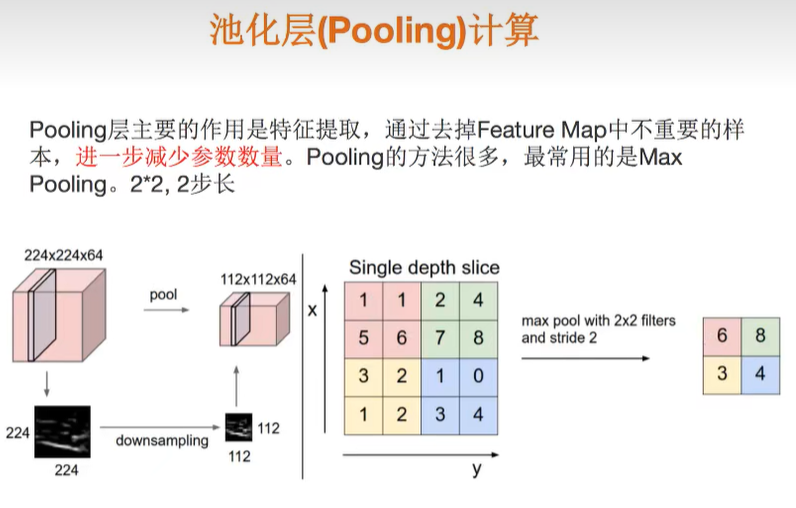 池化层(Pooling)计算
Pooling层主要的作用是特征提取，通过去掉Feature Map中不重要的样
本，进一步减少参数数量。Pooling的方法很多，最常用的是Max
Pooling。2*2, 2步长
224x224x64
pool
112x112x64
224
224
downsampling
112
112
Single depth slice
x
1 1 2 4
5 6 7 8
3 2 1 0
1 2 3 4
y
max pool with 2x2 filters
and stride 2
6 8
3 4